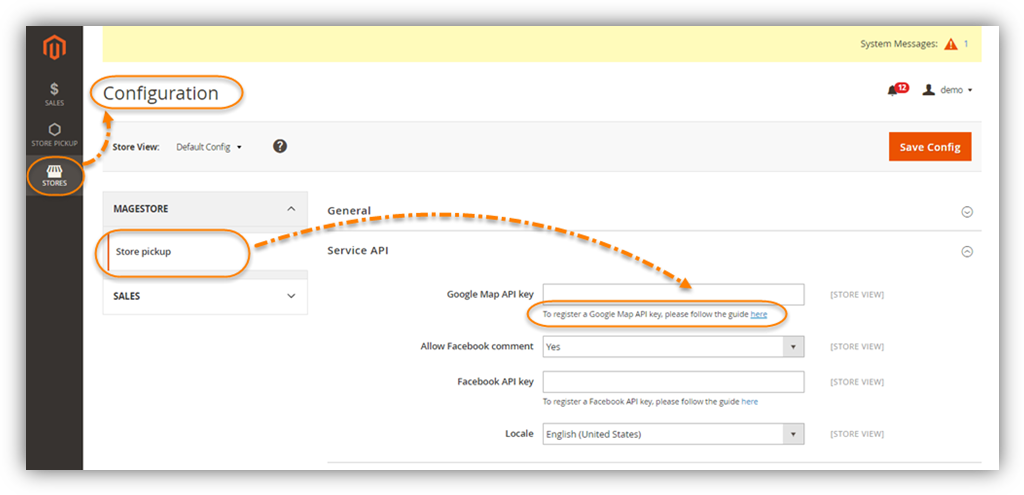 System Messages: 1
$
SALES
Configuration
12 demo
STORE PICKUP
Store View: Default Config ? Save Config
STORES
MAGESTORE
General
Store pickup
Service API
SALES
Google Map API key [STORE VIEW]
To register a Google Map API key, please follow the guide here
Allow Facebook comment Yes [STORE VIEW]
Facebook API key [STORE VIEW]
To register a Facebook API key, please follow the guide here
Locale English (United States) [STORE VIEW]